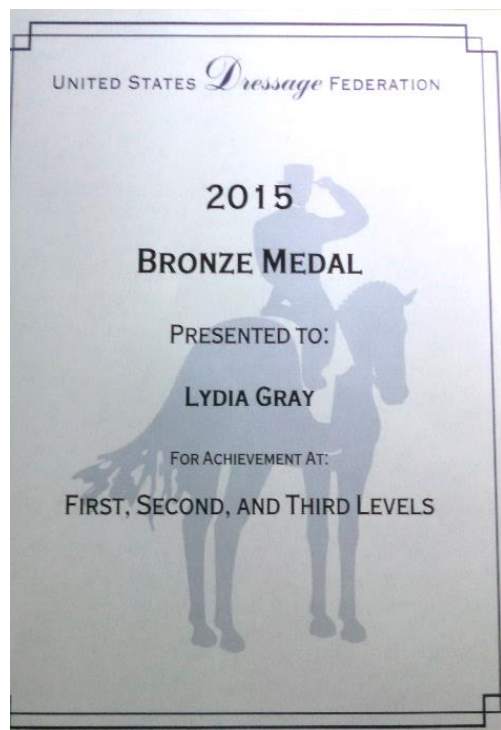 United States Dressage Federation
2015
Bronze Medal
Presented to:
Lydia Gray
For Achievement At:
First, Second, and Third Levels